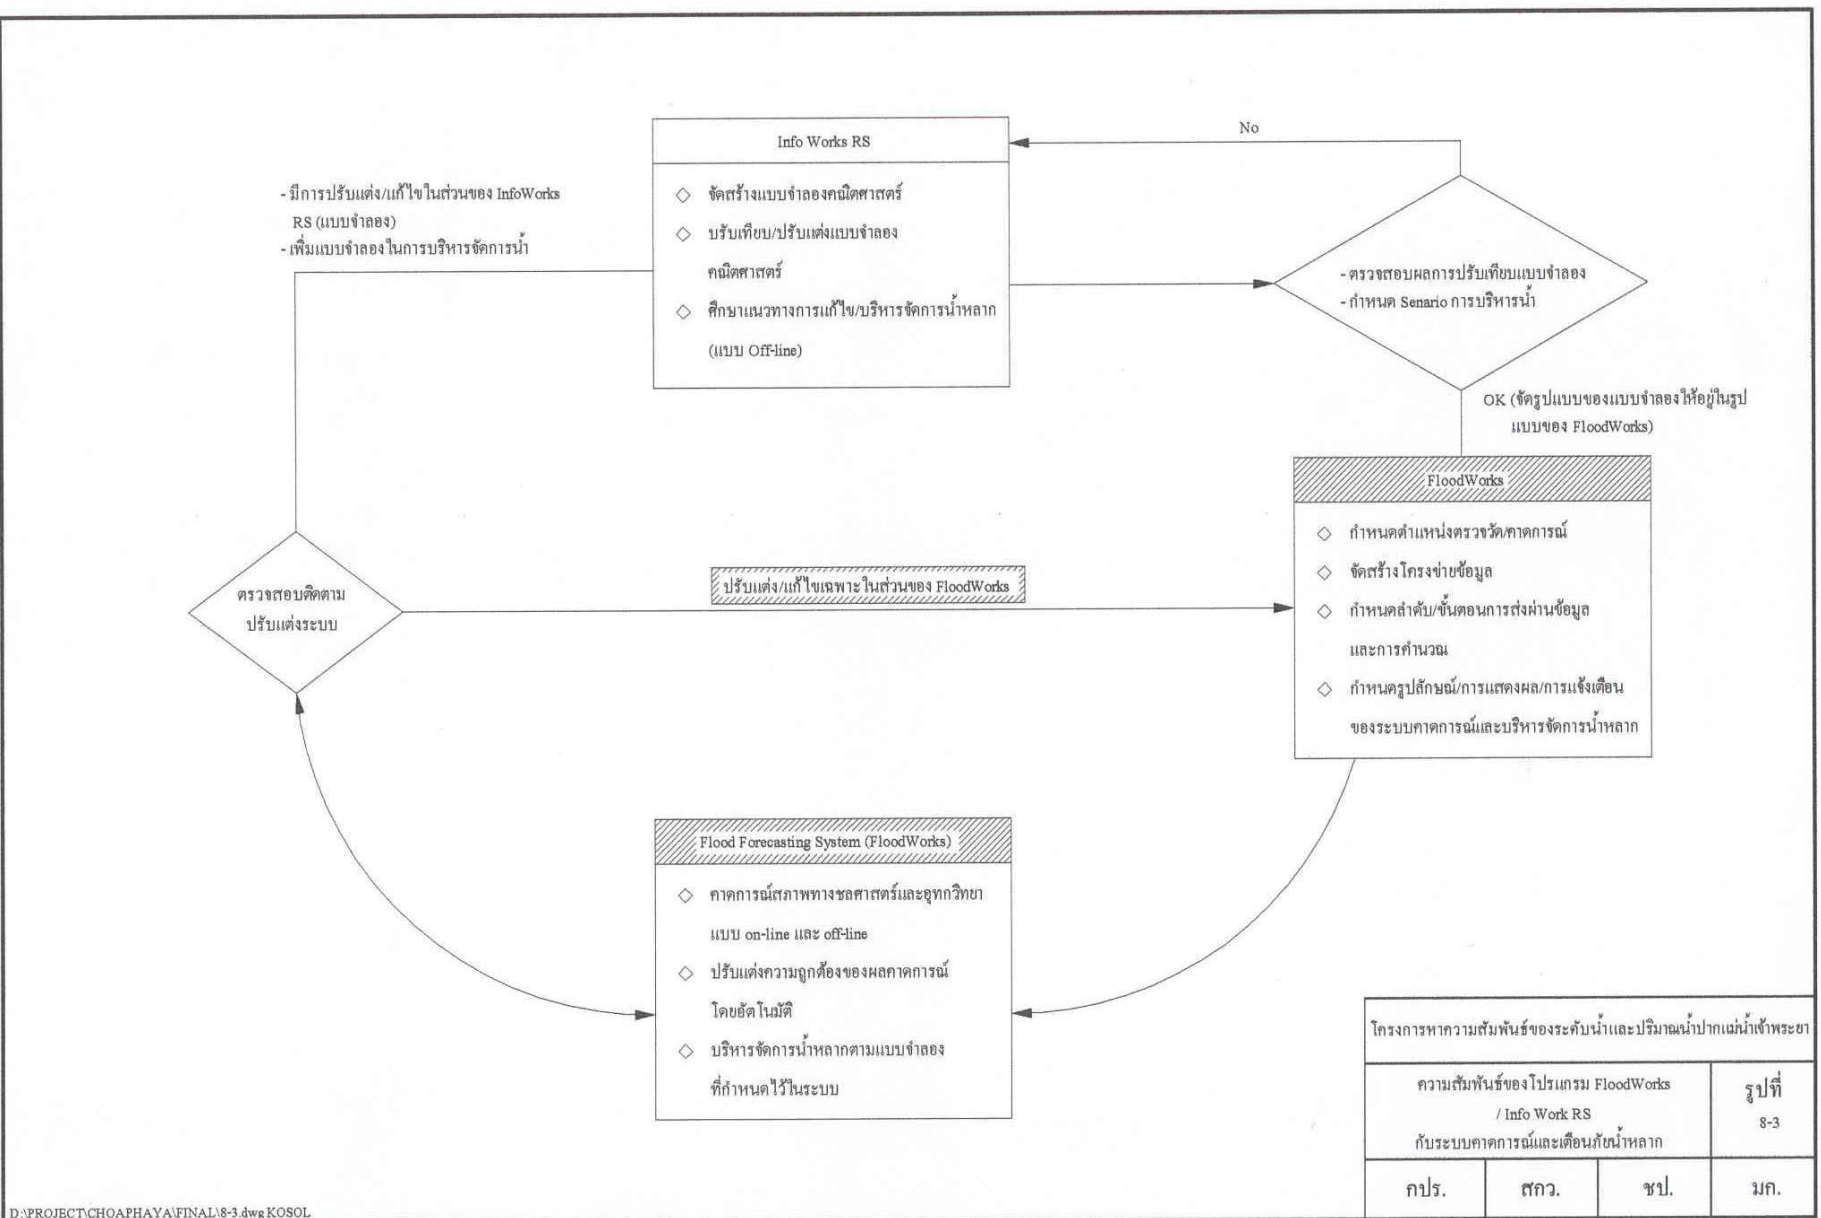 Info Works RS
◇ จัดสร้างแบบจำลองคณิตศาสตร์
◇ บรับเทียบ/ปรับแต่งแบบจำลอง
คณิตศาสตร์
◇ ศึกษาแนวทางการแก้ไข/บริหารจัดการน้ำหลาก
(แบบ Off-line)
No
- มีการปรับแต่ง/แก้ไขในส่วนของ InfoWorks
RS (แบบจำลอง)
- เพิ่มแบบจำลองในการบริหารจัดการน้ำ
- ตรวจสอบผลการปรับเทียบแบบจำลอง
- กำหนด Senario การบริหารน้ำ
OK (จัดรูปแบบของแบบจำลองให้อยู่ในรูป
แบบของ FloodWorks)
FloodWorks
◇ กำหนดตำแหน่งตรวจวัด/คาดการณ์
◇ จัดสร้างโครงข่ายข้อมูล
◇ กำหนดลำดับ/ขั้นตอนการส่งผ่านข้อมูล
และการคำนวณ
◇ กำหนดรูปลักษณ์/การแสดงผล/การแจ้งเตือน
ของระบบคาดการณ์และบริหารจัดการน้ำหลาก
ตรวจสอบติดตาม
ปรับแต่งระบบ
ปรับแต่ง/แก้ไขเฉพาะในส่วนของ FloodWorks
Flood Forecasting System (FloodWorks)
◇ คาดการณ์สภาพทางชลศาสตร์และอุทกวิทยา
แบบ on-line และ off-line
◇ ปรับแต่งความถูกต้องของผลคาดการณ์
โดยอัตโนมัติ
◇ บริหารจัดการน้ำหลากตามแบบจำลอง
ที่กำหนดไว้ในระบบ
โครงการหาความสัมพันธ์ของระดับน้ำและปริมาณน้ำปากแม่น้ำเจ้าพระยา
ความสัมพันธ์ของโปรแกรม FloodWorks
/ Info Work RS
กับระบบคาดการณ์และเตือนภัยน้ำหลาก
รูปที่
8-3
กปร. สกว. ชป. มก.
D:\PROJECT\CHOAPHAYA\FINAL\8-3.dwg KOSOL